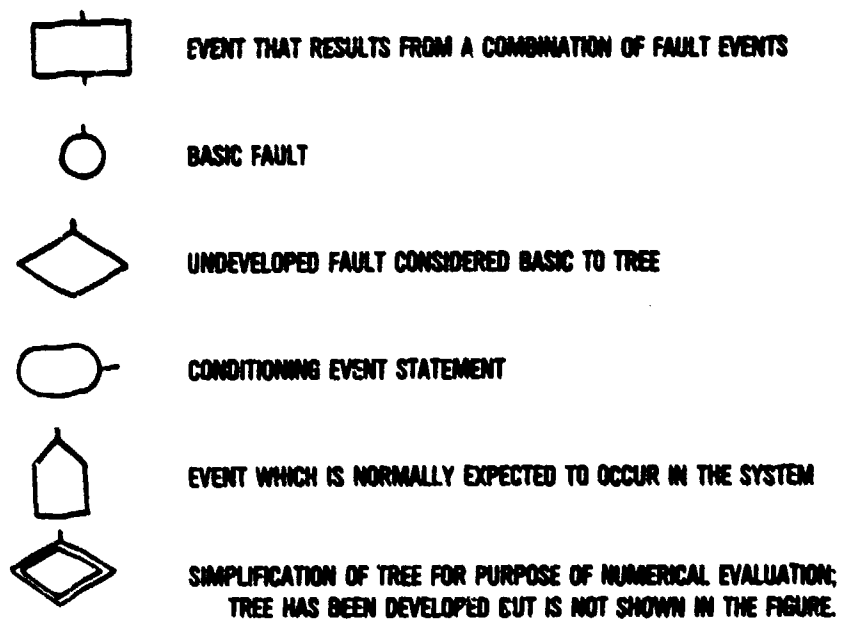 EVENT THAT RESULTS FROM A COMBINATION OF FAULT EVENTS
BASIC FAULT
UNDEVELOPED FAULT CONSIDERED BASIC TO TREE
CONDITIONING EVENT STATEMENT
EVENT WHICH IS NORMALLY EXPECTED TO OCCUR IN THE SYSTEM
SIMPLIFICATION OF TREE FOR PURPOSE OF NUMERICAL EVALUATION;
TREE HAS BEEN DEVELOPED BUT IS NOT SHOWN IN THE FIGURE.